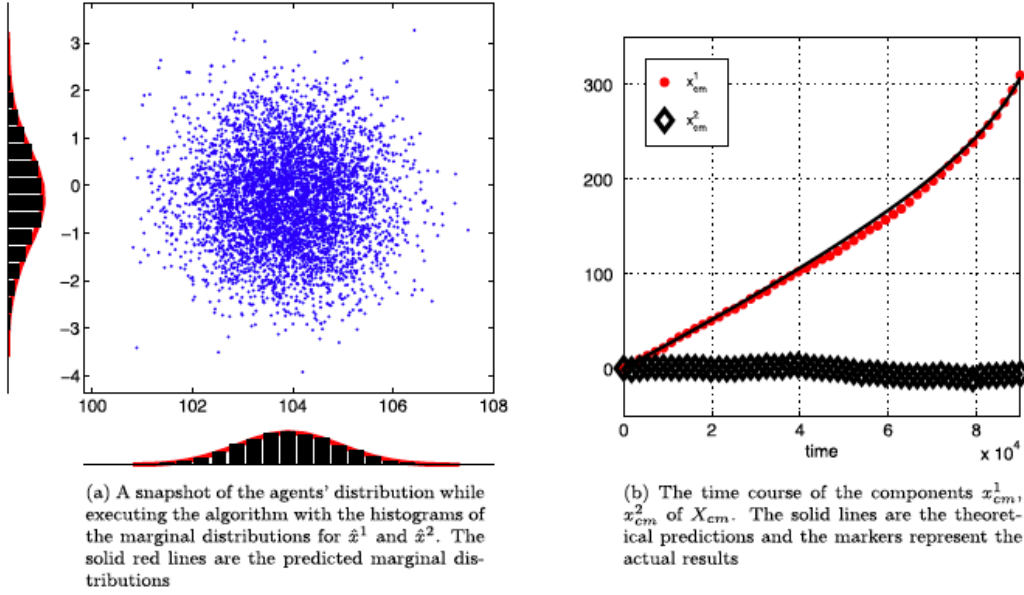 3
2
1
0
−1
−2
−3
−4
100
102
104
106
108
(a) A snapshot of the agents' distribution while
executing the algorithm with the histograms of
the marginal distributions for x̂¹ and x̂². The
solid red lines are the predicted marginal dis-
tributions
300
200
100
0
x¹cm
x²cm
0
2
4
6
8
time
x 10⁴
(b) The time course of the components x¹cm,
x²cm of Xcm. The solid lines are the theoret-
ical predictions and the markers represent the
actual results